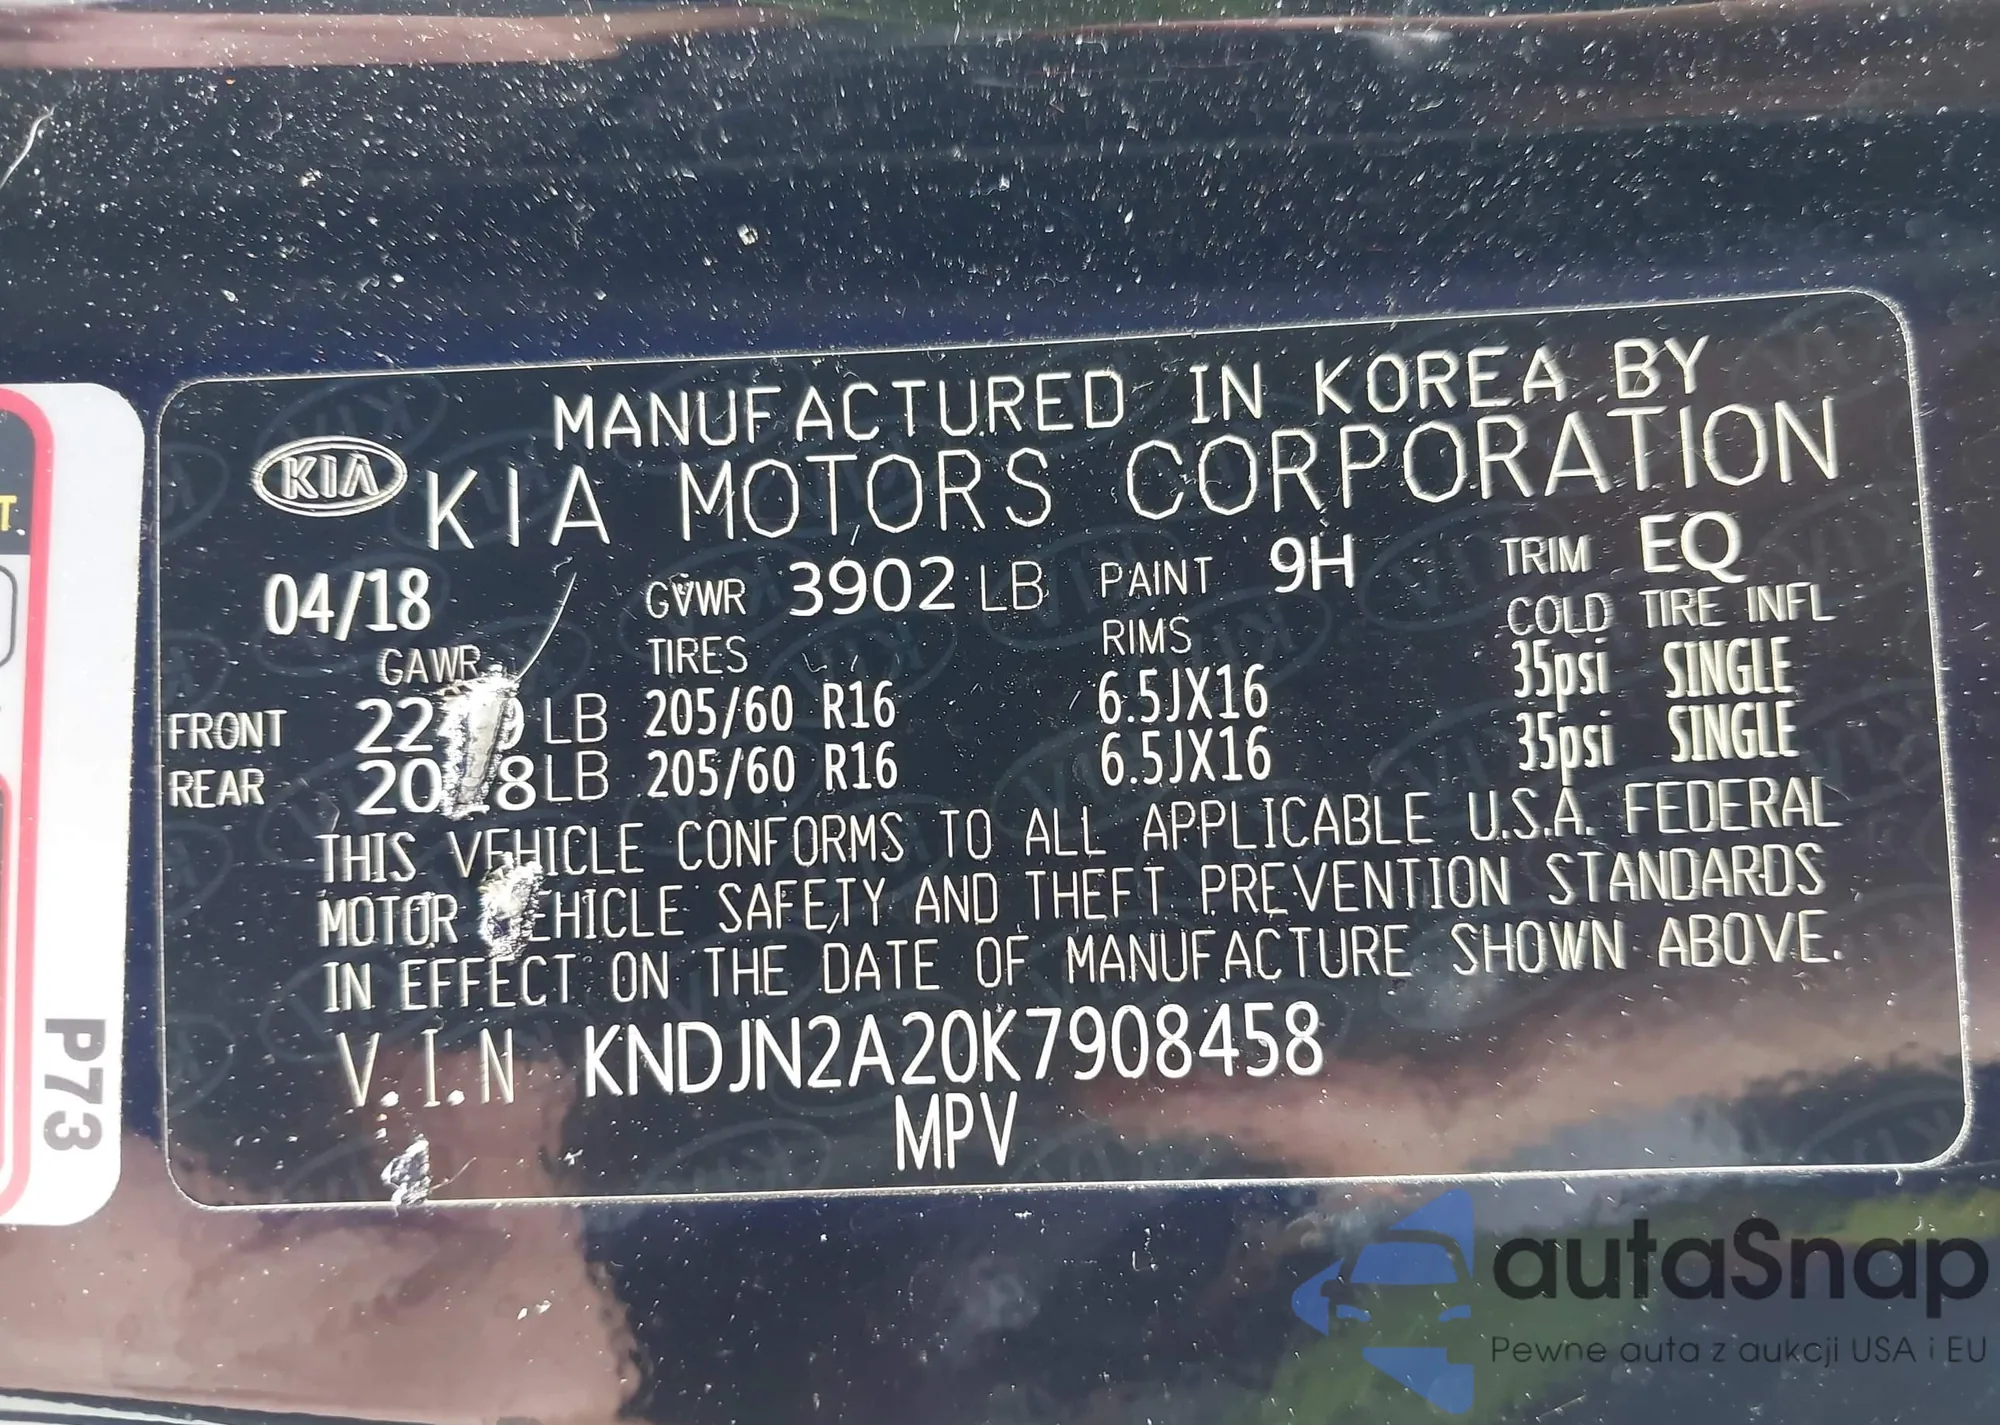 MANUFACTURED IN KOREA BY
KIA KIA MOTORS CORPORATION
04/18 GVWR 3902 LB PAINT 9H TRIM EQ
GAWR TIRES RIMS COLD TIRE INFL
FRONT LB 205/60 R16 6.5JX16 35psi SINGLE
REAR LB 205/60 R16 6.5JX16 35psi SINGLE
THIS VEHICLE CONFORMS TO ALL APPLICABLE U.S.A. FEDERAL
MOTOR VEHICLE SAFETY AND THEFT PREVENTION STANDARDS
IN EFFECT ON THE DATE OF MANUFACTURE SHOWN ABOVE.
V.I.N KNDJN2A20K7908458
MPV
P73
autaSnap
Pewne auta z aukcji USA i EU